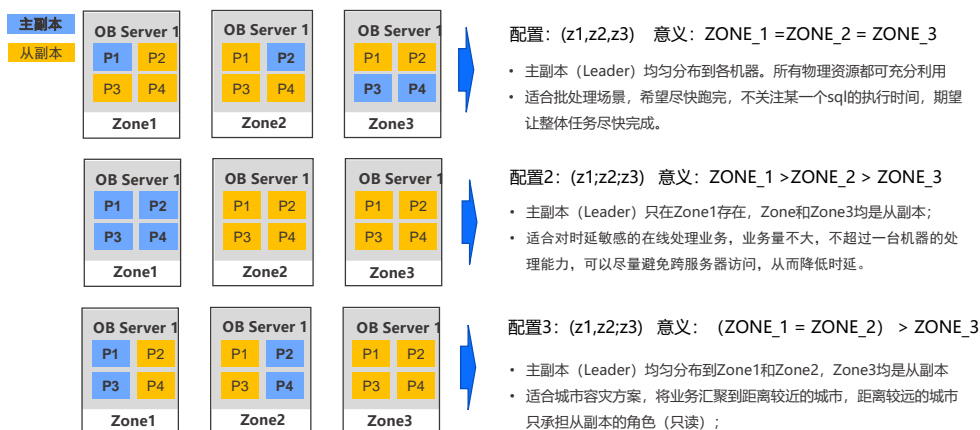 主副本
从副本
OB Server 1
P1 P2
P3 P4
Zone1
OB Server 1
P1 P2
P3 P4
Zone2
OB Server 1
P1 P2
P3 P4
Zone3
配置：(z1,z2,z3) 意义：ZONE_1 =ZONE_2 = ZONE_3
• 主副本（Leader）均匀分布到各机器。所有物理资源都可充分利用
• 适合批处理场景，希望尽快跑完，不关注某一个sql的执行时间，期望
让整体任务尽快完成。
OB Server 1
P1 P2
P3 P4
Zone1
OB Server 1
P1 P2
P3 P4
Zone2
OB Server 1
P1 P2
P3 P4
Zone3
配置2：(z1;z2;z3) 意义：ZONE_1 >ZONE_2 > ZONE_3
• 主副本（Leader）只在Zone1存在，Zone和Zone3均是从副本；
• 适合对时延敏感的在线处理业务，业务量不大，不超过一台机器的处
理能力，可以尽量避免跨服务器访问，从而降低时延。
OB Server 1
P1 P2
P3 P4
Zone1
OB Server 1
P1 P2
P3 P4
Zone2
OB Server 1
P1 P2
P3 P4
Zone3
配置3：(z1,z2;z3) 意义：（ZONE_1 = ZONE_2） > ZONE_3
• 主副本（Leader）均匀分布到Zone1和Zone2，Zone3均是从副本
• 适合城市容灾方案，将业务汇聚到距离较近的城市，距离较远的城市
只承担从副本的角色（只读）；